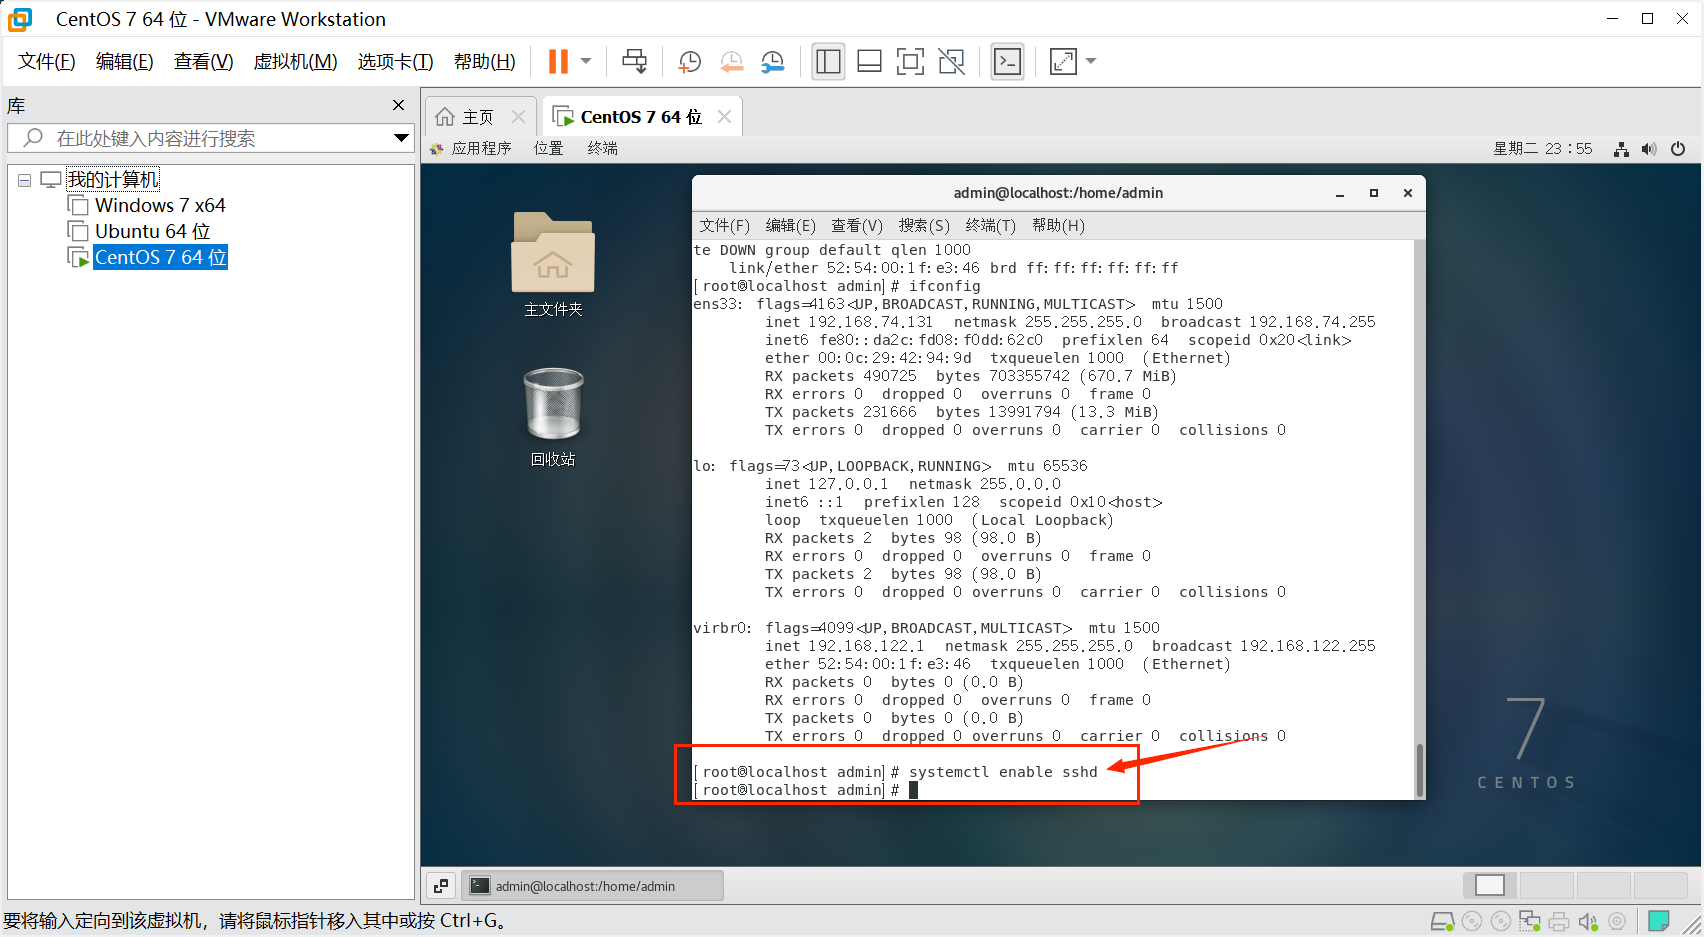 CentOS 7 64 位 - VMware Workstation
文件(F) 编辑(E) 查看(V) 虚拟机(M) 选项卡(T) 帮助(H)
库
在此处键入内容进行搜索
我的计算机
Windows 7 x64
Ubuntu 64 位
CentOS 7 64 位
主页
CentOS 7 64 位
应用程序 位置 终端
星期二 23:55
主文件夹
回收站
admin@localhost:/home/admin
文件(F) 编辑(E) 查看(V) 搜索(S) 终端(T) 帮助(H)
te DOWN group default qlen 1000
link/ether 52:54:00:1f:e3:46 brd ff:ff:ff:ff:ff:ff
[root@localhost admin]# ifconfig
ens33: flags=4163<UP,BROADCAST,RUNNING,MULTICAST>  mtu 1500
inet 192.168.74.131  netmask 255.255.255.0  broadcast 192.168.74.255
inet6 fe80::da2c:fd08:f0dd:62c0  prefixlen 64  scopeid 0x20<link>
ether 00:0c:29:42:94:9d  txqueuelen 1000  (Ethernet)
RX packets 490725  bytes 703355742 (670.7 MiB)
RX errors 0  dropped 0  overruns 0  frame 0
TX packets 231666  bytes 13991794 (13.3 MiB)
TX errors 0  dropped 0 overruns 0  carrier 0  collisions 0
lo: flags=73<UP,LOOPBACK,RUNNING>  mtu 65536
inet 127.0.0.1  netmask 255.0.0.0
inet6 ::1  prefixlen 128  scopeid 0x10<host>
loop  txqueuelen 1000  (Local Loopback)
RX packets 2  bytes 98 (98.0 B)
RX errors 0  dropped 0  overruns 0  frame 0
TX packets 2  bytes 98 (98.0 B)
TX errors 0  dropped 0 overruns 0  carrier 0  collisions 0
virbr0: flags=4099<UP,BROADCAST,MULTICAST>  mtu 1500
inet 192.168.122.1  netmask 255.255.255.0  broadcast 192.168.122.255
ether 52:54:00:1f:e3:46  txqueuelen 1000  (Ethernet)
RX packets 0  bytes 0 (0.0 B)
RX errors 0  dropped 0  overruns 0  frame 0
TX packets 0  bytes 0 (0.0 B)
TX errors 0  dropped 0 overruns 0  carrier 0  collisions 0
[root@localhost admin]# systemctl enable sshd
[root@localhost admin]#
7
CENTOS
admin@localhost:/home/admin
要将输入定向到该虚拟机，请将鼠标指针移入其中或按 Ctrl+G。